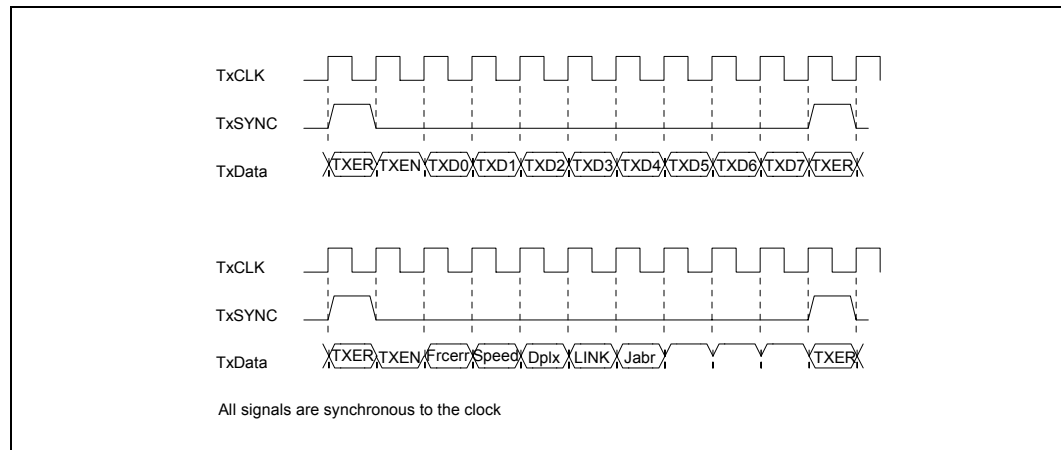 TxCLK
TxSYNC
TxData TXER TXEN TXD0 TXD1 TXD2 TXD3 TXD4 TXD5 TXD6 TXD7 TXER
TxCLK
TxSYNC
TxData TXER TXEN Frcerr Speed Dplx LINK Jabr TXER
All signals are synchronous to the clock